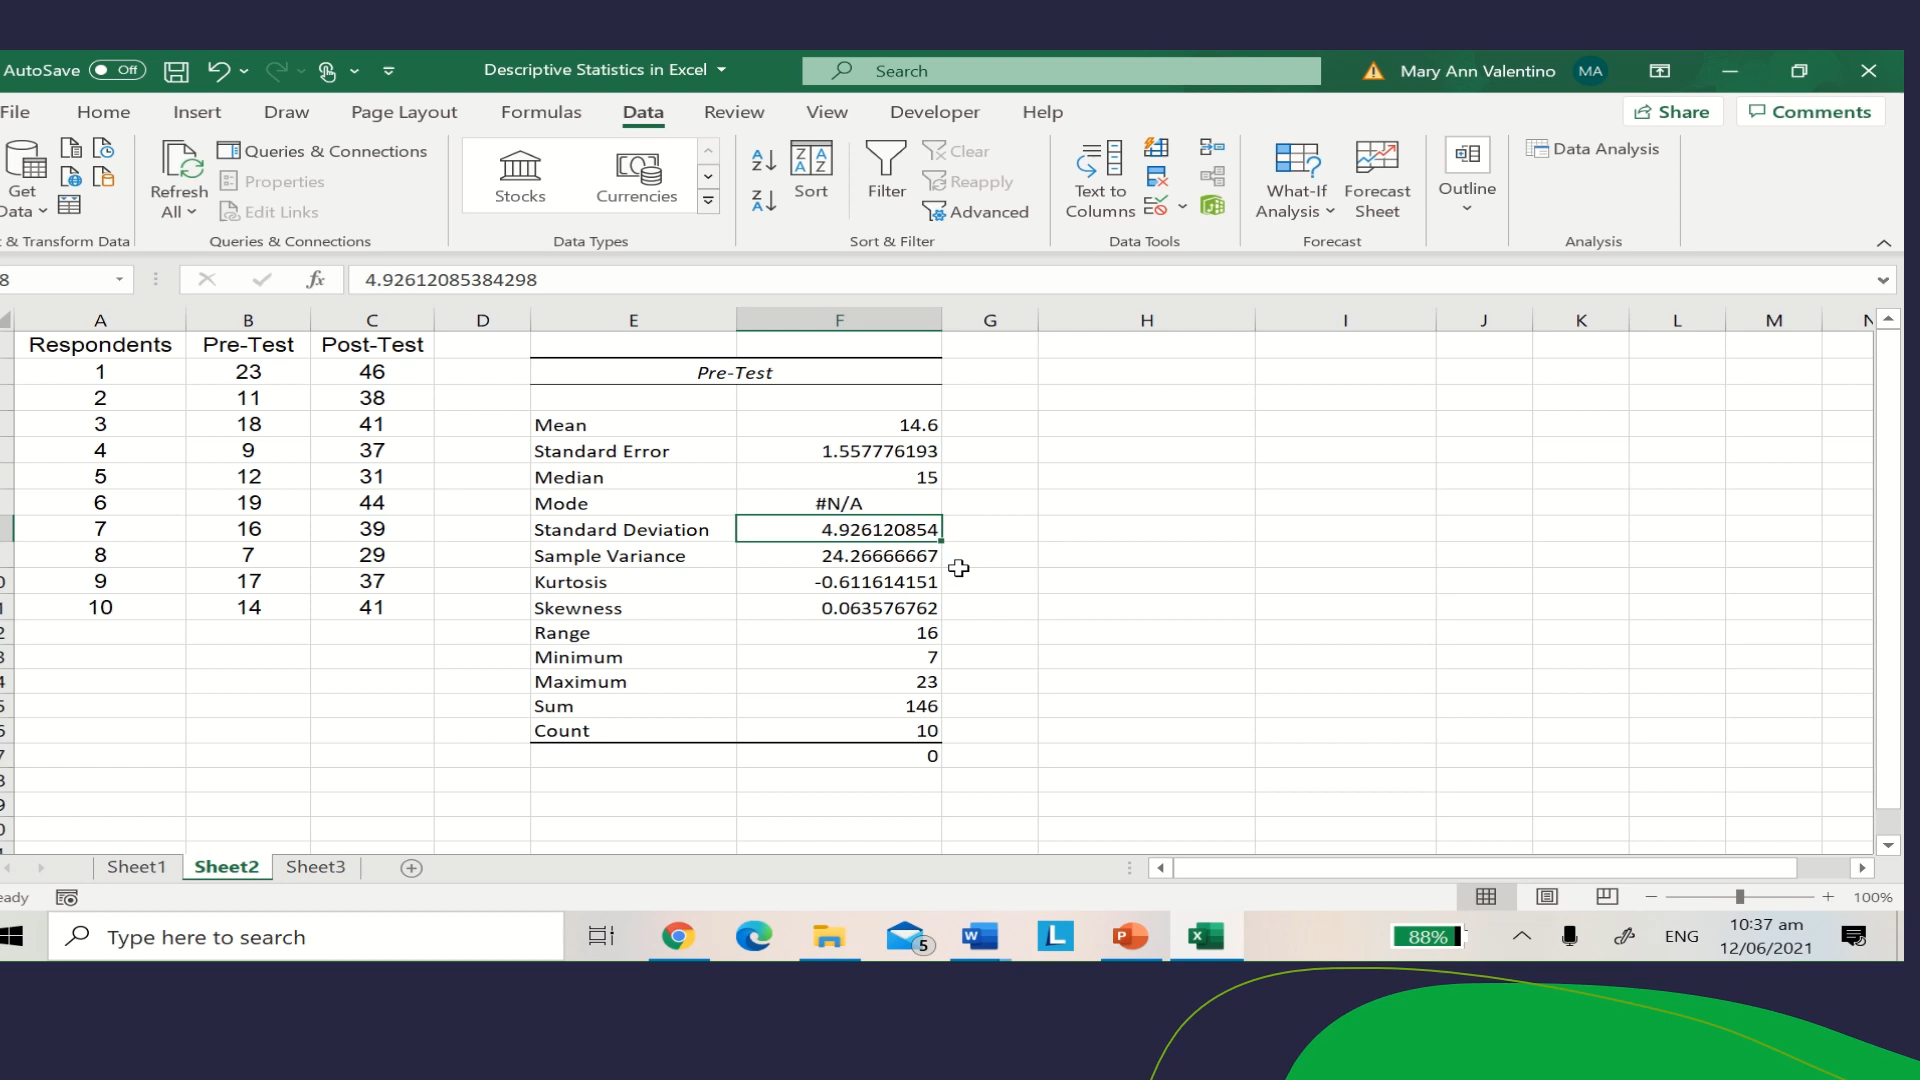 AutoSave Off Descriptive Statistics in Excel Search Mary Ann Valentino MA
File Home Insert Draw Page Layout Formulas Data Review View Developer Help Share Comments
Get Data
Refresh All
Queries & Connections
Properties
Edit Links
Stocks
Currencies
A Z Z A
Z A A Z
Sort
Filter
Clear
Reapply
Advanced
Text to Columns
What-If Analysis
Forecast Sheet
Outline
Data Analysis
& Transform Data Queries & Connections Data Types Sort & Filter Data Tools Forecast Analysis
8 fx 4.92612085384298
A B C D E F G H I J K L M N
Respondents Pre-Test Post-Test
1 23 46 Pre-Test
2 11 38
3 18 41 Mean 14.6
4 9 37 Standard Error 1.557776193
5 12 31 Median 15
6 19 44 Mode #N/A
7 16 39 Standard Deviation 4.926120854
8 7 29 Sample Variance 24.26666667
9 17 37 Kurtosis -0.611614151
10 14 41 Skewness 0.063576762
Range 16
Minimum 7
Maximum 23
Sum 146
Count 10
0
Sheet1 Sheet2 Sheet3
eady 100%
Type here to search 5 W L P X 88% ENG 10:37 am
12/06/2021